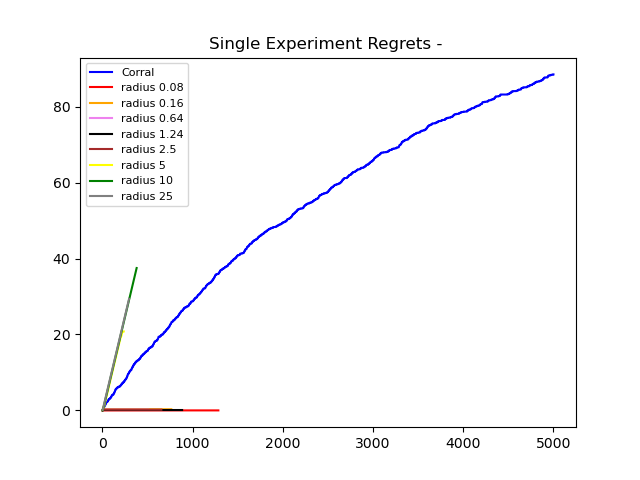 Single Experiment Regrets -
Corral
radius 0.08
radius 0.16
radius 0.64
radius 1.24
radius 2.5
radius 5
radius 10
radius 25
80
60
40
20
0
0 1000 2000 3000 4000 5000